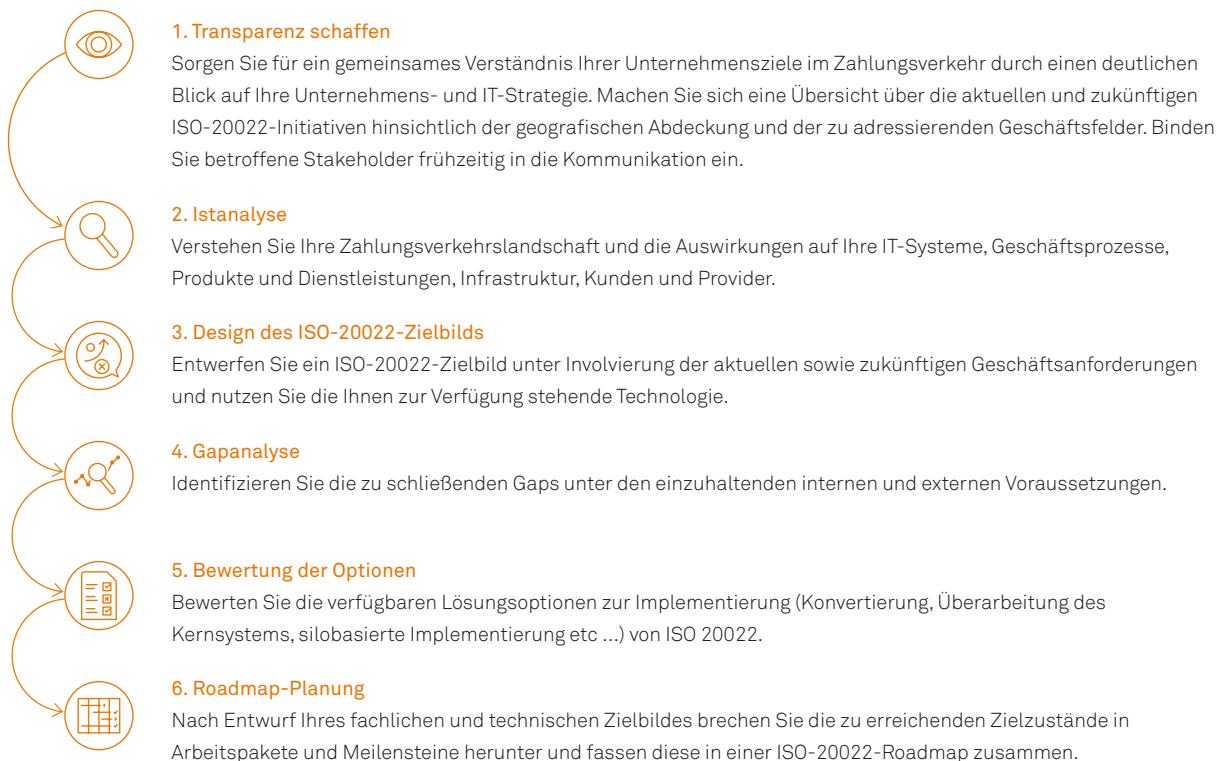 1. Transparenz schaffen
Sorgen Sie für ein gemeinsames Verständnis Ihrer Unternehmensziele im Zahlungsverkehr durch einen deutlichen
Blick auf Ihre Unternehmens- und IT-Strategie. Machen Sie sich eine Übersicht über die aktuellen und zukünftigen
ISO-20022-Initiativen hinsichtlich der geografischen Abdeckung und der zu adressierenden Geschäftsfelder. Binden
Sie betroffene Stakeholder frühzeitig in die Kommunikation ein.
2. Istanalyse
Verstehen Sie Ihre Zahlungsverkehrslandschaft und die Auswirkungen auf Ihre IT-Systeme, Geschäftsprozesse,
Produkte und Dienstleistungen, Infrastruktur, Kunden und Provider.
3. Design des ISO-20022-Zielbilds
Entwerfen Sie ein ISO-20022-Zielbild unter Involvierung der aktuellen sowie zukünftigen Geschäftsanforderungen
und nutzen Sie die Ihnen zur Verfügung stehende Technologie.
4. Gapanalyse
Identifizieren Sie die zu schließenden Gaps unter den einzuhaltenden internen und externen Voraussetzungen.
5. Bewertung der Optionen
Bewerten Sie die verfügbaren Lösungsoptionen zur Implementierung (Konvertierung, Überarbeitung des
Kernsystems, silobasierte Implementierung etc ...) von ISO 20022.
6. Roadmap-Planung
Nach Entwurf Ihres fachlichen und technischen Zielbildes brechen Sie die zu erreichenden Zielzustände in
Arbeitspakete und Meilensteine herunter und fassen diese in einer ISO-20022-Roadmap zusammen.